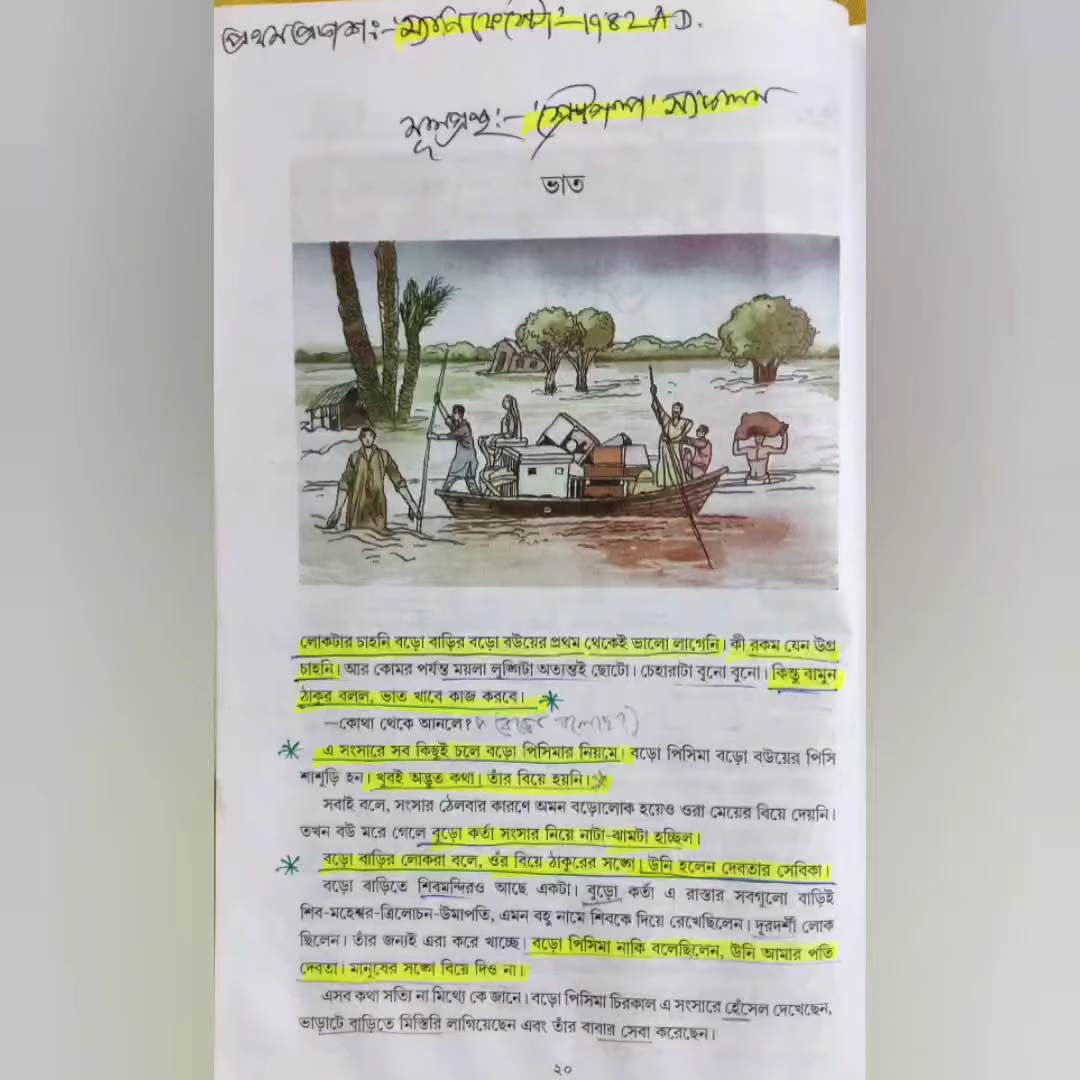 প্রথম প্রকাশ:- 'ম্যানিফেস্টো' - ১৯৮২ A.D.
মূলগ্রন্থ:- 'শ্রেষ্ঠগল্প' সংকলন
ভাত
লোকটার চাহনি বড়ো বাড়ির বড়ো বউয়ের প্রথম থেকেই ভালো লাগেনি। কী রকম যেন উগ্র
চাহনি। আর কোমর পর্যন্ত ময়লা লুঙ্গিটা অত্যন্তই ছোটো। চেহারাটা বুনো বুনো। কিন্তু বামুন
ঠাকুর বলল, ভাত খাবে কাজ করবে।
—কোথা থেকে আনলে?
এ সংসারে সব কিছুই চলে বড়ো পিসিমার নিয়মে। বড়ো পিসিমা বড়ো বউয়ের পিসি
শাশুড়ি হন। খুবই অদ্ভুত কথা। তাঁর বিয়ে হয়নি।
সবাই বলে, সংসার ঠেলবার কারণে অমন বড়োলোক হয়েও ওরা মেয়ের বিয়ে দেয়নি।
তখন বউ মরে গেলে বুড়ো কর্তা সংসার নিয়ে নাটা-ঝামটা হচ্ছিল।
বড়ো বাড়ির লোকরা বলে, ওঁর বিয়ে ঠাকুরের সঙ্গে। উনি হলেন দেবতার সেবিকা।
বড়ো বাড়িতে শিবমন্দিরও আছে একটা। বুড়ো কর্তা এ রাস্তার সবগুলো বাড়িই
শিব-মহেশ্বর-ত্রিলোচন-উমাপতি, এমন বহু নামে শিবকে দিয়ে রেখেছিলেন। দূরদর্শী লোক
ছিলেন। তাঁর জন্যই এরা করে খাচ্ছে। বড়ো পিসিমা নাকি বলেছিলেন, উনি আমার পতি
দেবতা। মানুষের সঙ্গে বিয়ে দিও না।
এসব কথা সত্যি না মিথ্যে কে জানে। বড়ো পিসিমা চিরকাল এ সংসারে হেঁসেল দেখেছেন,
ভাড়াটে বাড়িতে মিস্তিরি লাগিয়েছেন এবং তাঁর বাবার সেবা করেছেন।
২০